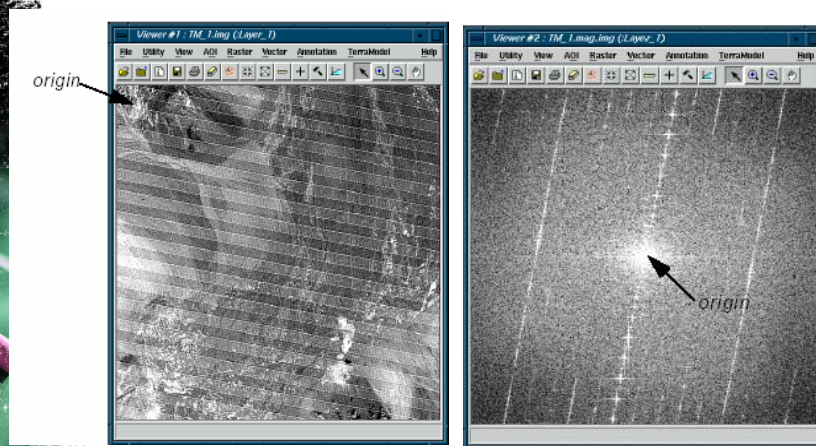 Viewer #1 : TM_1.img (:Layer_1)
File Utility View AOI Raster Vector Annotation TerraModel Help
origin
Viewer #2 : TM_1.mag.img (:Layer_1)
File Utility View AOI Raster Vector Annotation TerraModel Help
origin